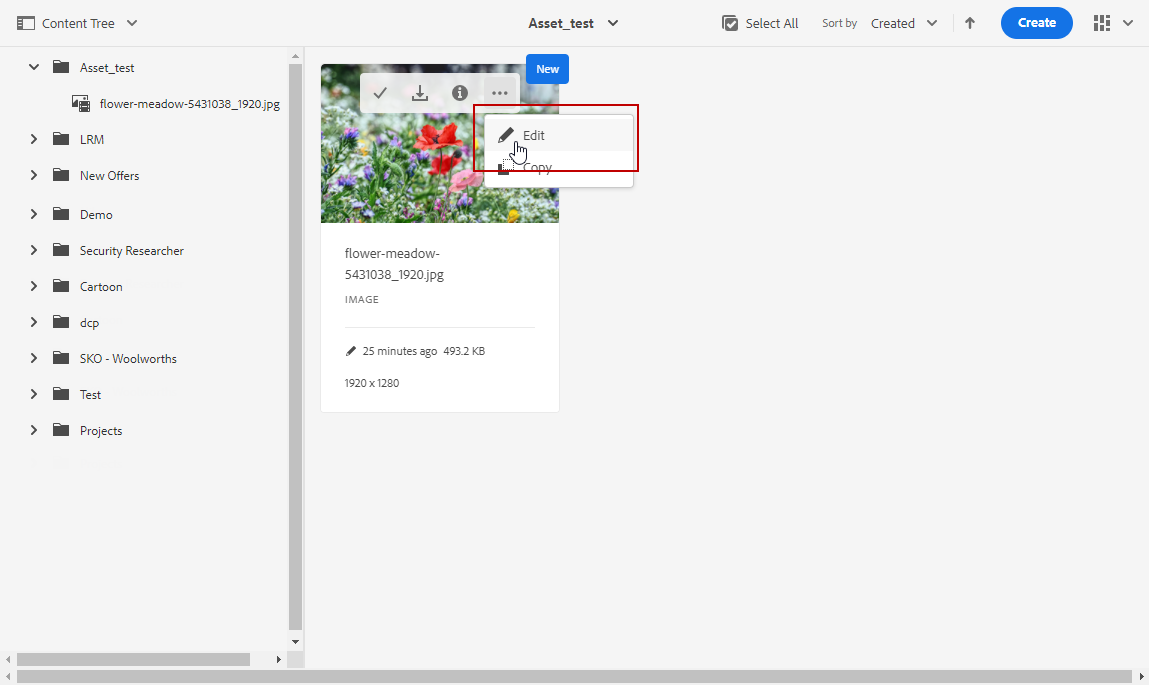 Content Tree
Asset_test
Select All
Sort by
Created
Create
Asset_test
flower-meadow-5431038_1920.jpg
LRM
New Offers
Demo
Security Researcher
Cartoon
dcp
SKO - Woolworths
Test
Projects
New
Edit
Copy
flower-meadow-
5431038_1920.jpg
IMAGE
25 minutes ago 493.2 KB
1920 x 1280